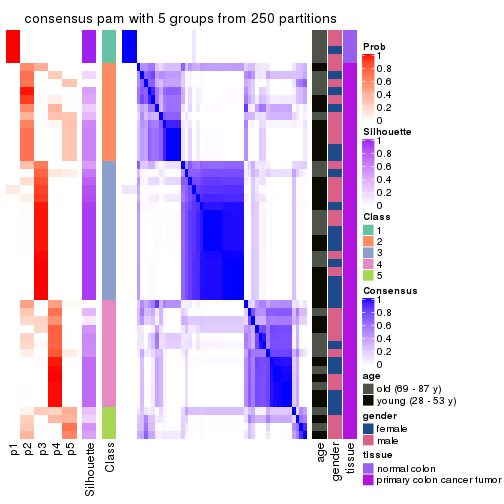 consensus pam with 5 groups from 250 partitions
Prob
1
0.8
0.6
0.4
0.2
0
Silhouette
1
0.8
0.6
0.4
0.2
0
Class
1
2
3
4
5
Consensus
1
0.8
0.6
0.4
0.2
0
age
old (69 - 87 y)
young (28 - 53 y)
gender
female
male
tissue
normal colon
primary colon cancer tumor
p1
p2
p3
p4
p5
Silhouette
Class
age
gender
tissue